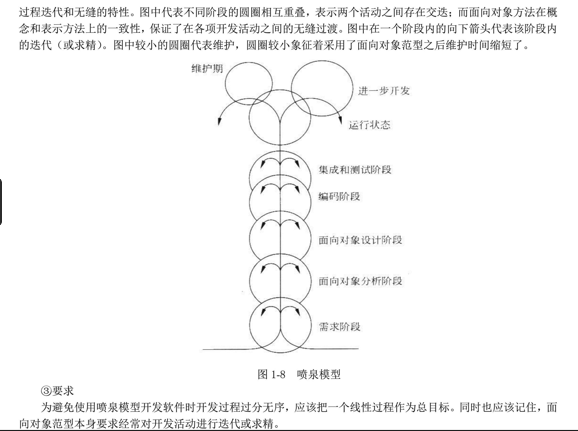 过程迭代和无缝的特性。图中代表不同阶段的圆圈相互重叠，表示两个活动之间存在交迭；而面向对象方法在概
念和表示方法上的一致性，保证了在各项开发活动之间的无缝过渡。图中在一个阶段内的向下箭头代表该阶段内
的迭代（或求精）。图中较小的圆圈代表维护，圆圈较小象征着采用了面向对象范型之后维护时间缩短了。
维护期
进一步开发
运行状态
集成和测试阶段
编码阶段
面向对象设计阶段
面向对象分析阶段
需求阶段
图 1-8 喷泉模型
③要求
为避免使用喷泉模型开发软件时开发过程过分无序，应该把一个线性过程作为总目标。同时也应该记住，面
向对象范型本身要求经常对开发活动进行迭代或求精。